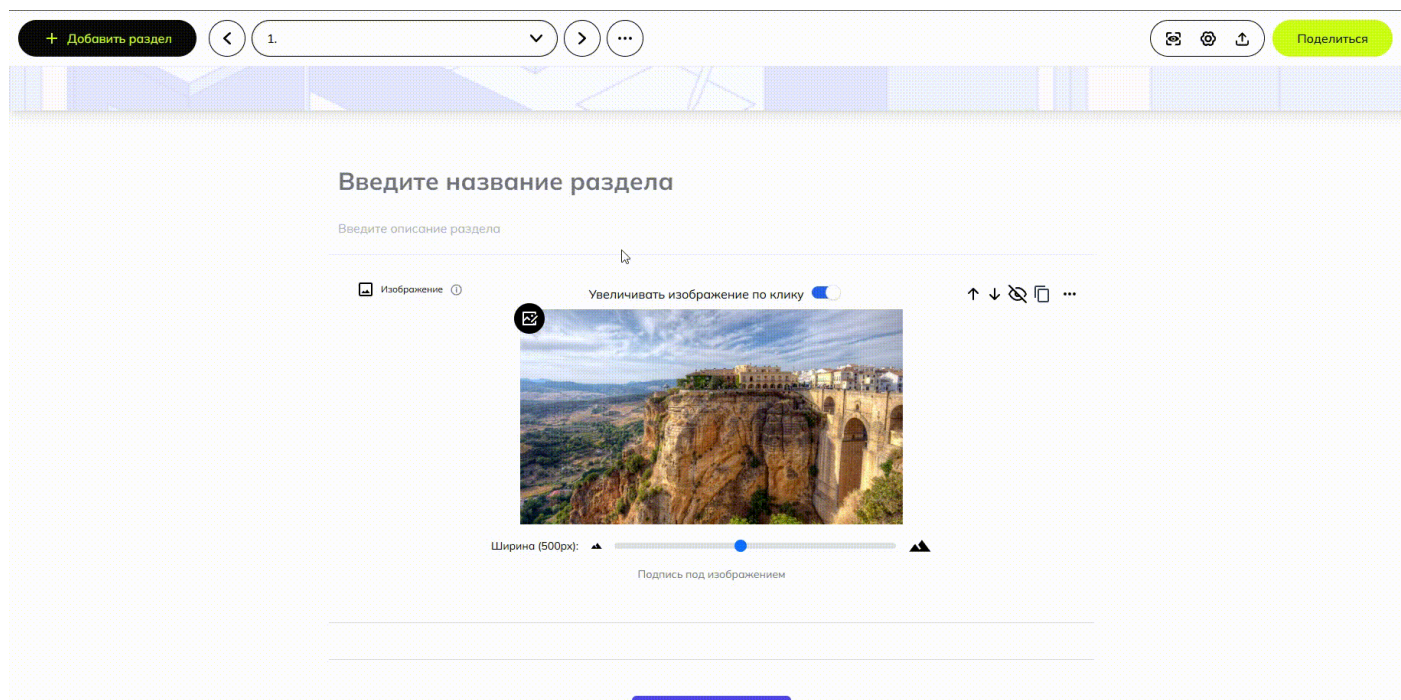 Добавить раздел
1.
Поделиться
Введите название раздела
Введите описание раздела
Изображение
Увеличивать изображение по клику
Ширина (500px):
Подпись под изображением